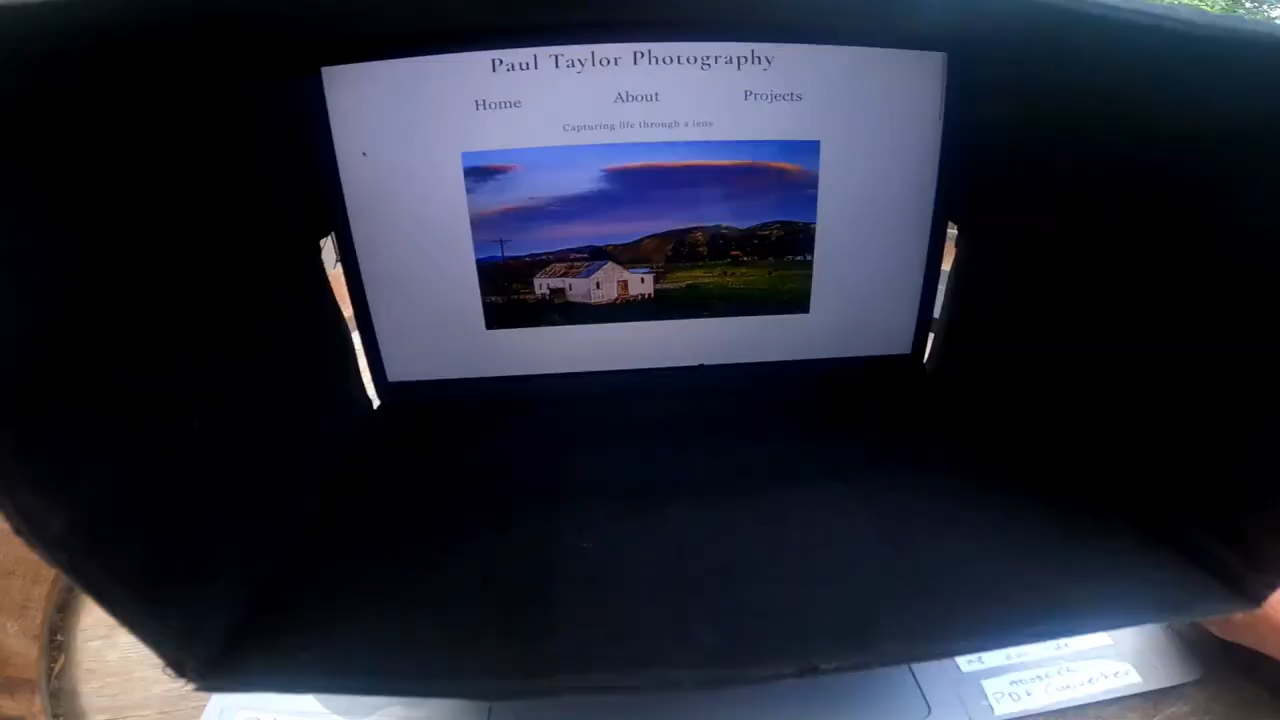 Paul Taylor Photography
Home About Projects
Capturing life through a lens
PDF Converter